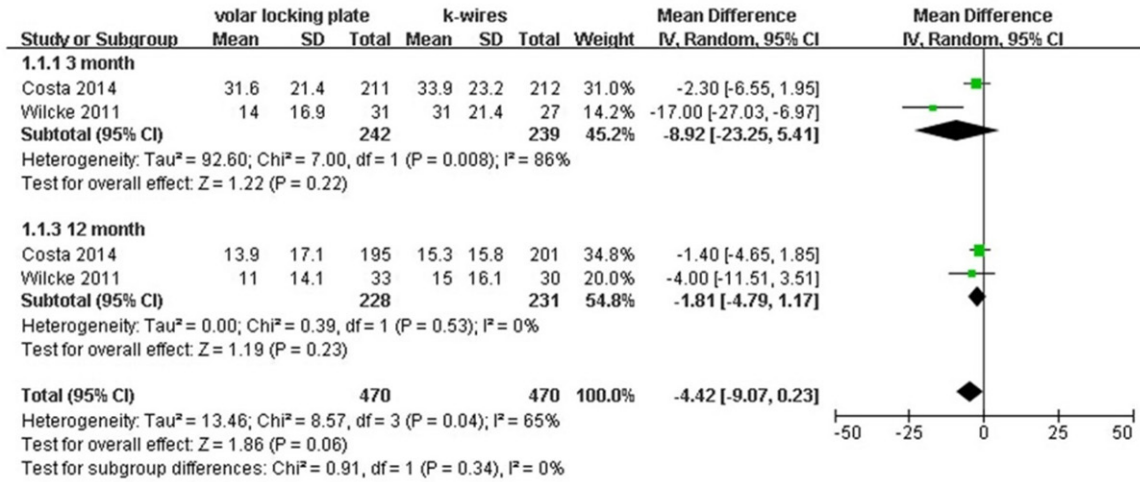 volar locking plate k-wires Mean Difference Mean Difference
Study or Subgroup Mean SD Total Mean SD Total Weight IV, Random, 95% CI IV, Random, 95% CI
1.1.1 3 month
Costa 2014 31.6 21.4 211 33.9 23.2 212 31.0% -2.30 [-6.55, 1.95]
Wilcke 2011 14 16.9 31 31 21.4 27 14.2% -17.00 [-27.03, -6.97]
Subtotal (95% CI) 242 239 45.2% -8.92 [-23.25, 5.41]
Heterogeneity: Tau² = 92.60; Chi² = 7.00, df = 1 (P = 0.008); I² = 86%
Test for overall effect: Z = 1.22 (P = 0.22)
1.1.3 12 month
Costa 2014 13.9 17.1 195 15.3 15.8 201 34.8% -1.40 [-4.65, 1.85]
Wilcke 2011 11 14.1 33 15 16.1 30 20.0% -4.00 [-11.51, 3.51]
Subtotal (95% CI) 228 231 54.8% -1.81 [-4.79, 1.17]
Heterogeneity: Tau² = 0.00; Chi² = 0.39, df = 1 (P = 0.53); I² = 0%
Test for overall effect: Z = 1.19 (P = 0.23)
Total (95% CI) 470 470 100.0% -4.42 [-9.07, 0.23]
Heterogeneity: Tau² = 13.46; Chi² = 8.57, df = 3 (P = 0.04); I² = 65%
Test for overall effect: Z = 1.86 (P = 0.06)
Test for subgroup differences: Chi² = 0.91, df = 1 (P = 0.34), I² = 0%
-50 -25 0 25 50